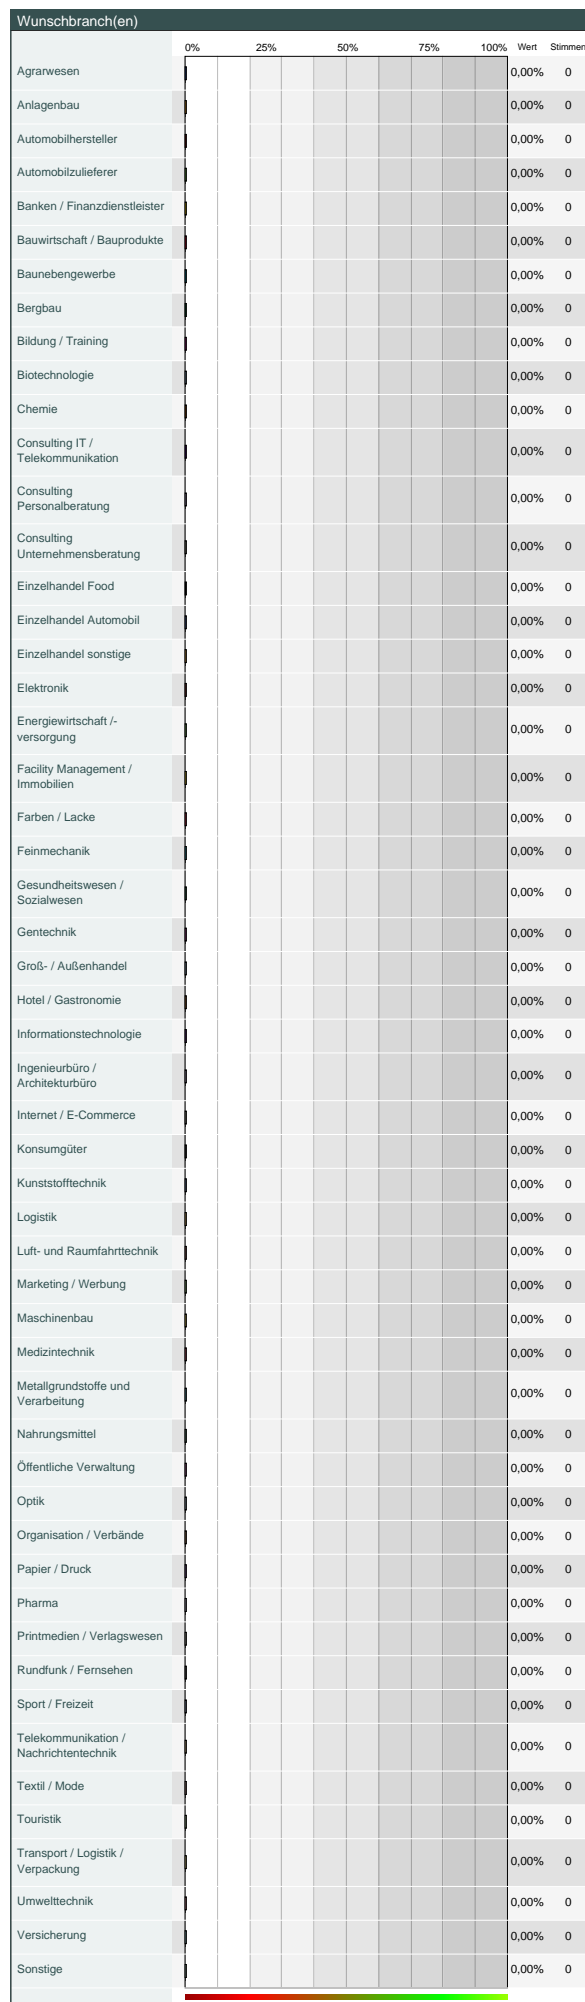 Wunschbranch(en)
0% 25% 50% 75% 100% Wert Stimmen
Agrarwesen 0,00% 0
Anlagenbau 0,00% 0
Automobilhersteller 0,00% 0
Automobilzulieferer 0,00% 0
Banken / Finanzdienstleister 0,00% 0
Bauwirtschaft / Bauprodukte 0,00% 0
Baunebengewerbe 0,00% 0
Bergbau 0,00% 0
Bildung / Training 0,00% 0
Biotechnologie 0,00% 0
Chemie 0,00% 0
Consulting IT /
Telekommunikation 0,00% 0
Consulting
Personalberatung 0,00% 0
Consulting
Unternehmensberatung 0,00% 0
Einzelhandel Food 0,00% 0
Einzelhandel Automobil 0,00% 0
Einzelhandel sonstige 0,00% 0
Elektronik 0,00% 0
Energiewirtschaft /-
versorgung 0,00% 0
Facility Management /
Immobilien 0,00% 0
Farben / Lacke 0,00% 0
Feinmechanik 0,00% 0
Gesundheitswesen /
Sozialwesen 0,00% 0
Gentechnik 0,00% 0
Groß- / Außenhandel 0,00% 0
Hotel / Gastronomie 0,00% 0
Informationstechnologie 0,00% 0
Ingenieurbüro /
Architekturbüro 0,00% 0
Internet / E-Commerce 0,00% 0
Konsumgüter 0,00% 0
Kunststofftechnik 0,00% 0
Logistik 0,00% 0
Luft- und Raumfahrttechnik 0,00% 0
Marketing / Werbung 0,00% 0
Maschinenbau 0,00% 0
Medizintechnik 0,00% 0
Metallgrundstoffe und
Verarbeitung 0,00% 0
Nahrungsmittel 0,00% 0
Öffentliche Verwaltung 0,00% 0
Optik 0,00% 0
Organisation / Verbände 0,00% 0
Papier / Druck 0,00% 0
Pharma 0,00% 0
Printmedien / Verlagswesen 0,00% 0
Rundfunk / Fernsehen 0,00% 0
Sport / Freizeit 0,00% 0
Telekommunikation /
Nachrichtentechnik 0,00% 0
Textil / Mode 0,00% 0
Touristik 0,00% 0
Transport / Logistik /
Verpackung 0,00% 0
Umwelttechnik 0,00% 0
Versicherung 0,00% 0
Sonstige 0,00% 0